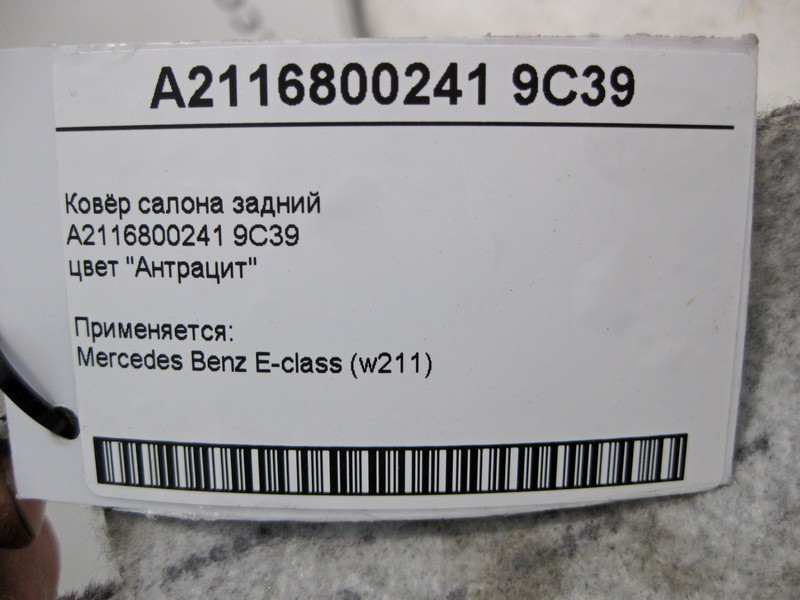 A2116800241 9C39
Ковёр салона задний
A2116800241 9C39
цвет "Антрацит"
Применяется:
Mercedes Benz E-class (w211)